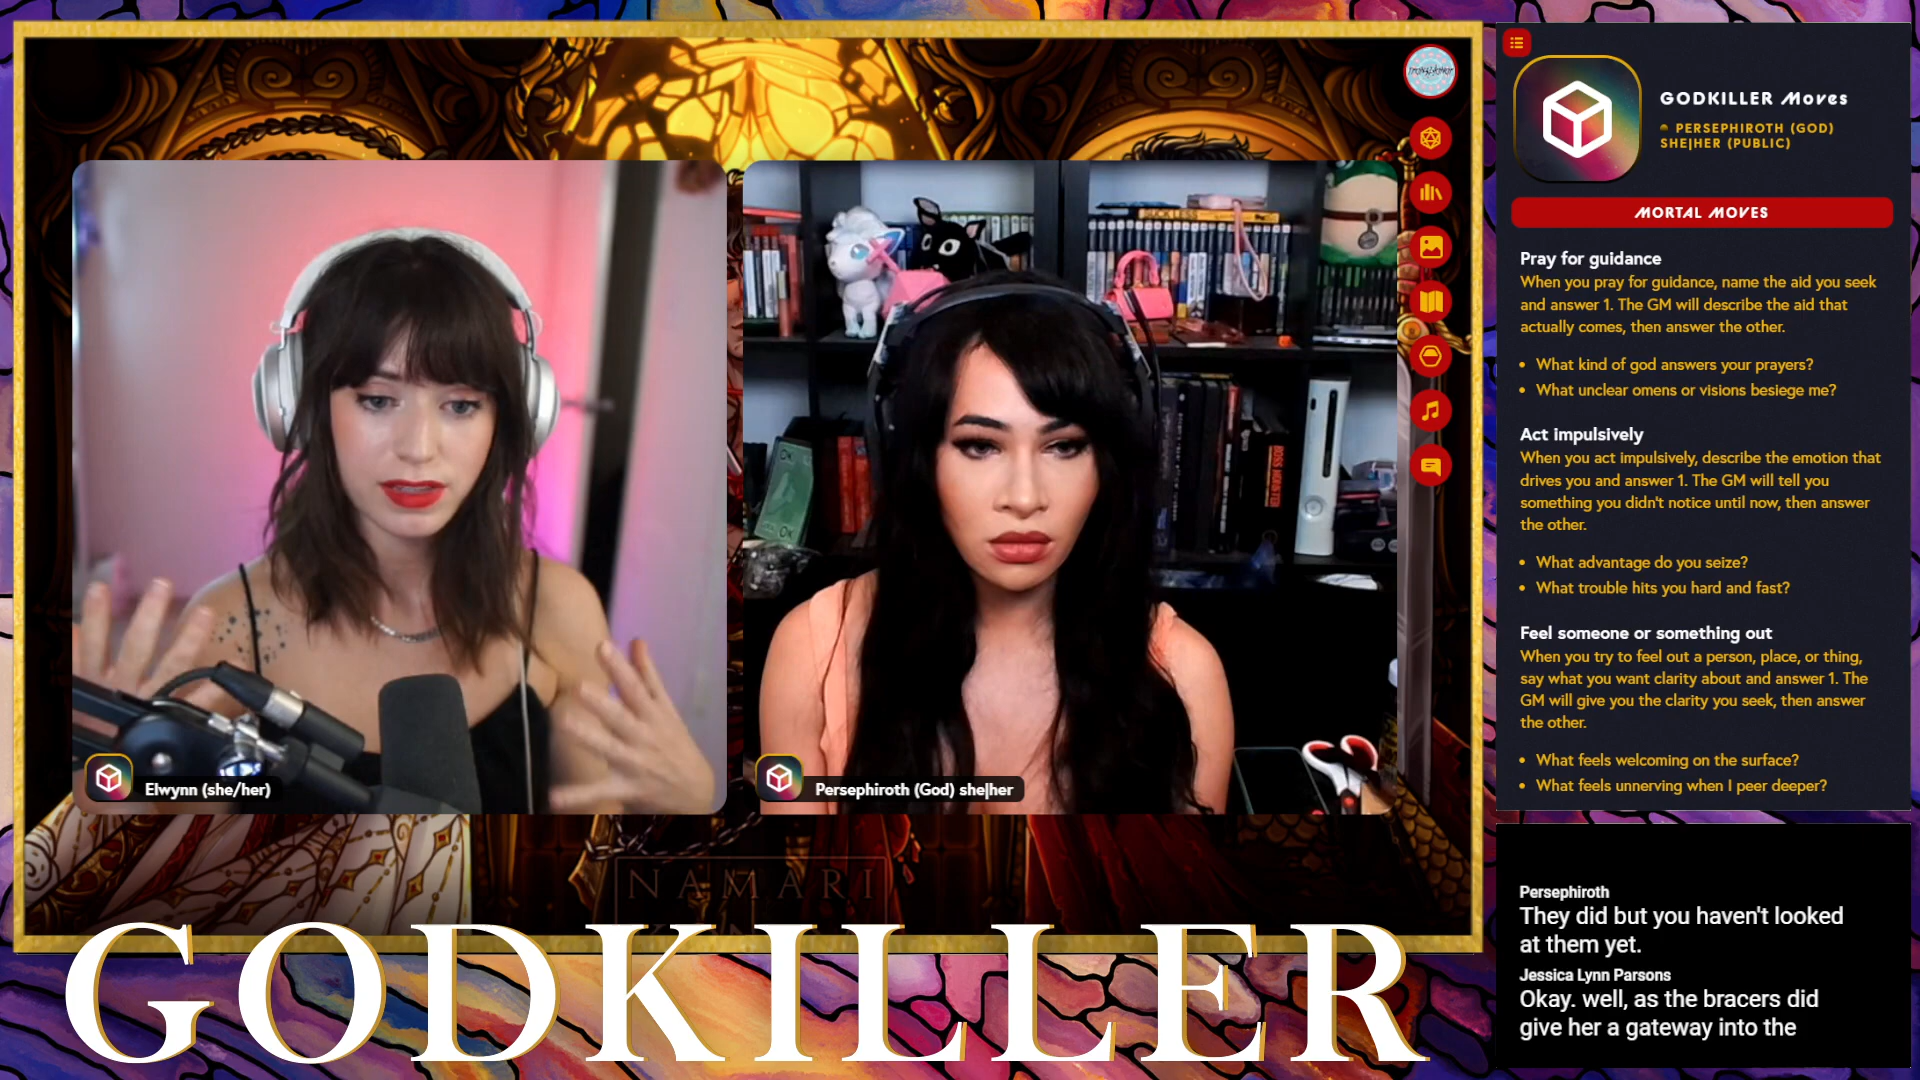 GODKILLER Moves
PERSEPHIROTH (GOD)
SHE|HER (PUBLIC)
MORTAL MOVES
Pray for guidance
When you pray for guidance, name the aid you seek
and answer 1. The GM will describe the aid that
actually comes, then answer the other.
• What kind of god answers your prayers?
• What unclear omens or visions besiege me?
Act impulsively
When you act impulsively, describe the emotion that
drives you and answer 1. The GM will tell you
something you didn't notice until now, then answer
the other.
• What advantage do you seize?
• What trouble hits you hard and fast?
Feel someone or something out
When you try to feel out a person, place, or thing,
say what you want clarity about and answer 1. The
GM will give you the clarity you seek, then answer
the other.
• What feels welcoming on the surface?
• What feels unnerving when I peer deeper?
SUCK LESS
Elwynn (she/her)
Persephiroth (God) she|her
NAMARI
GODKILLER
Persephiroth
They did but you haven't looked
at them yet.
Jessica Lynn Parsons
Okay. well, as the bracers did
give her a gateway into the